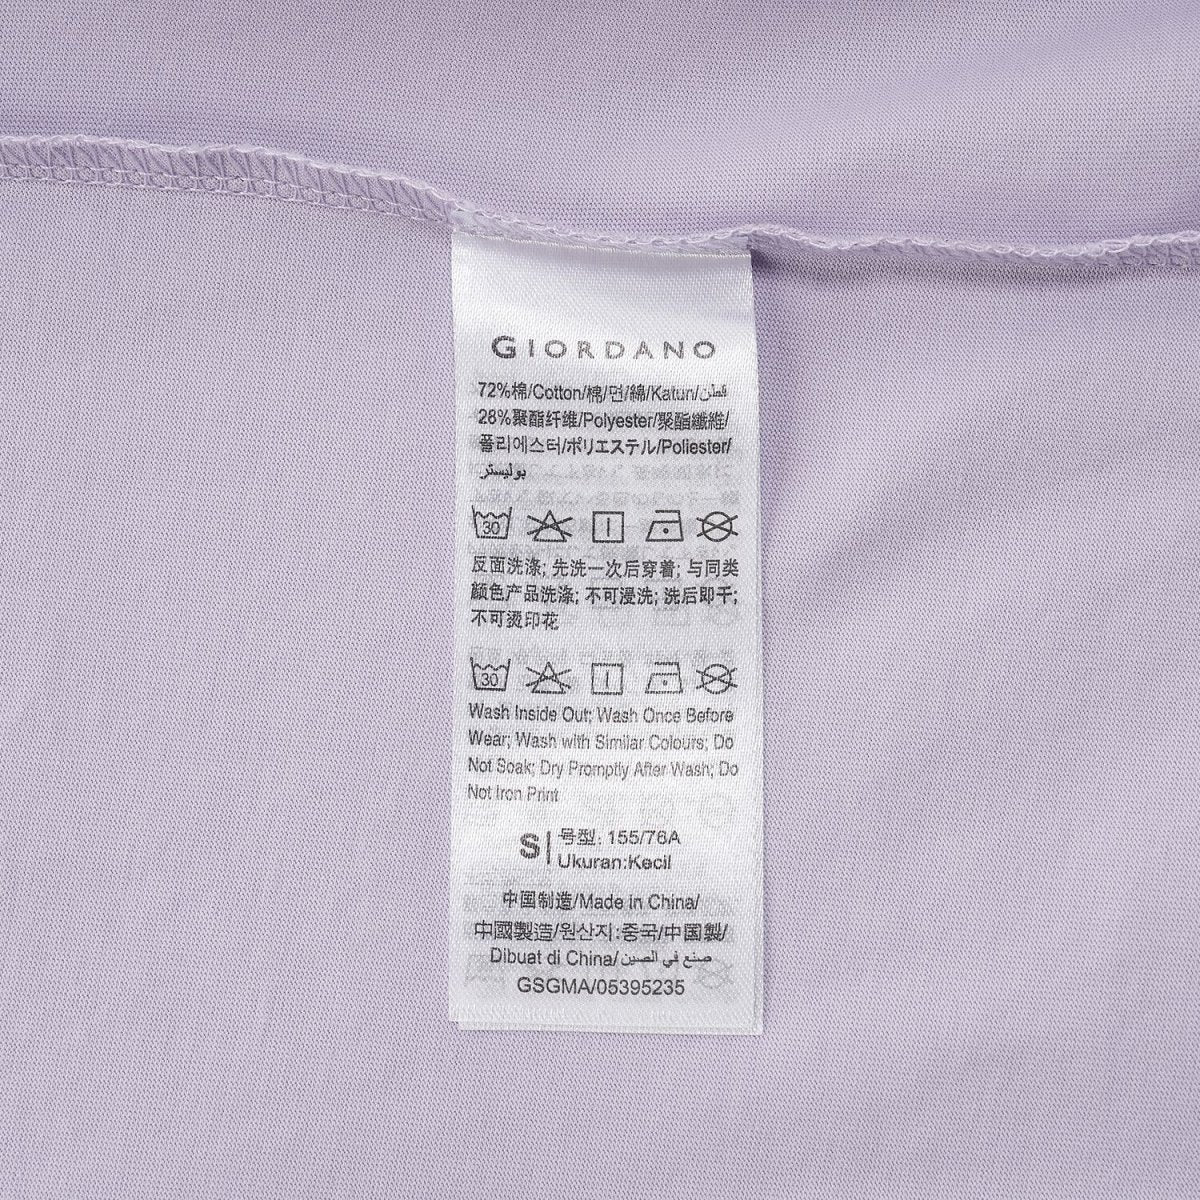 GIORDANO
72%棉/Cotton/棉/면/綿/Katun/قطن
28%聚酯纤维/Polyester/聚酯纖維/
폴리에스터/ポリエステル/Poliester/
بوليستر
30
反面洗涤; 先洗一次后穿着; 与同类
颜色产品洗涤; 不可浸洗; 洗后即干;
不可烫印花
30
Wash Inside Out; Wash Once Before
Wear; Wash with Similar Colours; Do
Not Soak; Dry Promptly After Wash; Do
Not Iron Print
S 号型: 155/76A
Ukuran:Kecil
中国制造/Made in China/
中國製造/원산지:중국/中国製/
Dibuat di China/صنع في الصين
GSGMA/05395235